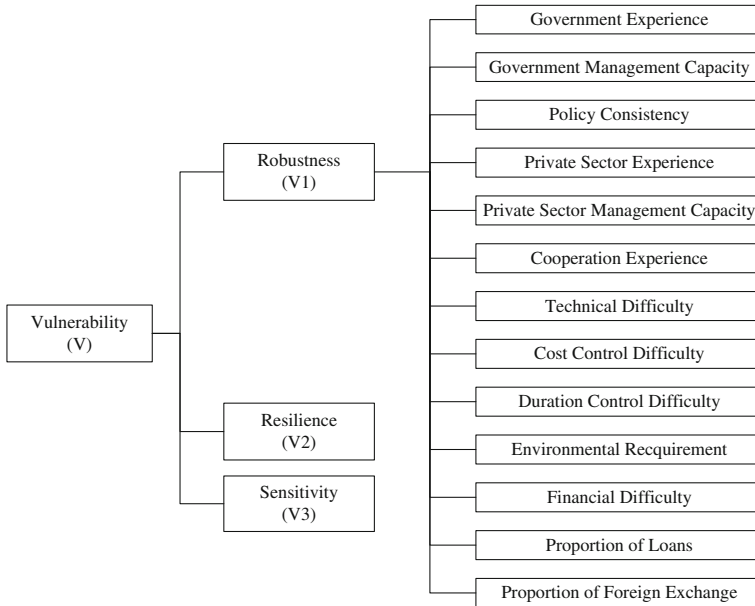 Vulnerability
(V)
Robustness
(V1)
Resilience
(V2)
Sensitivity
(V3)
Government Experience
Government Management Capacity
Policy Consistency
Private Sector Experience
Private Sector Management Capacity
Cooperation Experience
Technical Difficulty
Cost Control Difficulty
Duration Control Difficulty
Environmental Recquirement
Financial Difficulty
Proportion of Loans
Proportion of Foreign Exchange